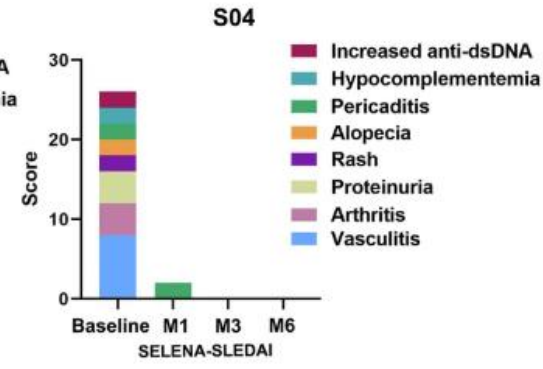 S04
A
ia
Score
30
20
10
0
Increased anti-dsDNA
Hypocomplementemia
Pericaditis
Alopecia
Rash
Proteinuria
Arthritis
Vasculitis
Baseline M1 M3 M6
SELENA-SLEDAI